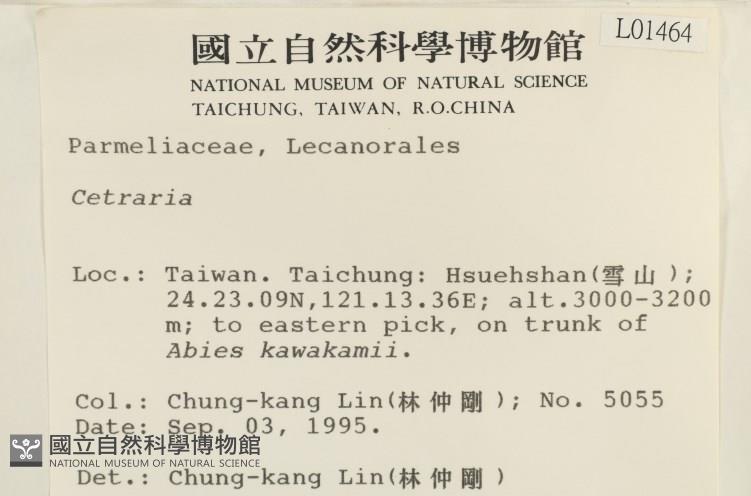 國立自然科學博物館
L01464
NATIONAL MUSEUM OF NATURAL SCIENCE
TAICHUNG, TAIWAN, R.O.CHINA
Parmeliaceae, Lecanorales
Cetraria
Loc.: Taiwan. Taichung: Hsuehshan(雪山);
24.23.09N,121.13.36E; alt.3000-3200
m; to eastern pick, on trunk of
Abies kawakamii.
Col.: Chung-kang Lin(林仲剛); No. 5055
Date: Sep. 03, 1995.
國立自然科學博物館
NATIONAL MUSEUM OF NATURAL SCIENCE
Det.: Chung-kang Lin(林仲剛)